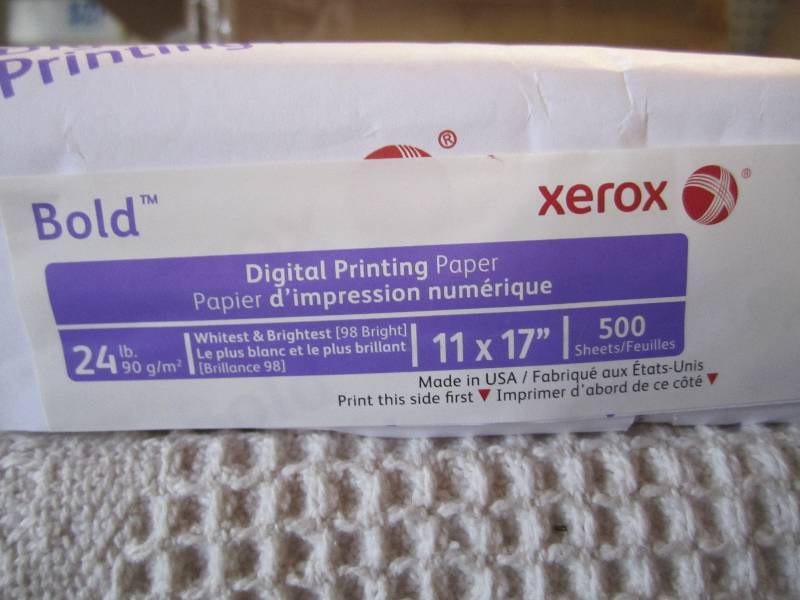 Printing
®
Bold™
xerox ®
Digital Printing Paper
Papier d'impression numérique
24 lb. 90 g/m²
Whitest & Brightest [98 Bright]
Le plus blanc et le plus brillant
[Brillance 98]
11 x 17”
500
Sheets/Feuilles
Made in USA / Fabriqué aux États-Unis
Print this side first ▼ Imprimer d'abord de ce côté ▼